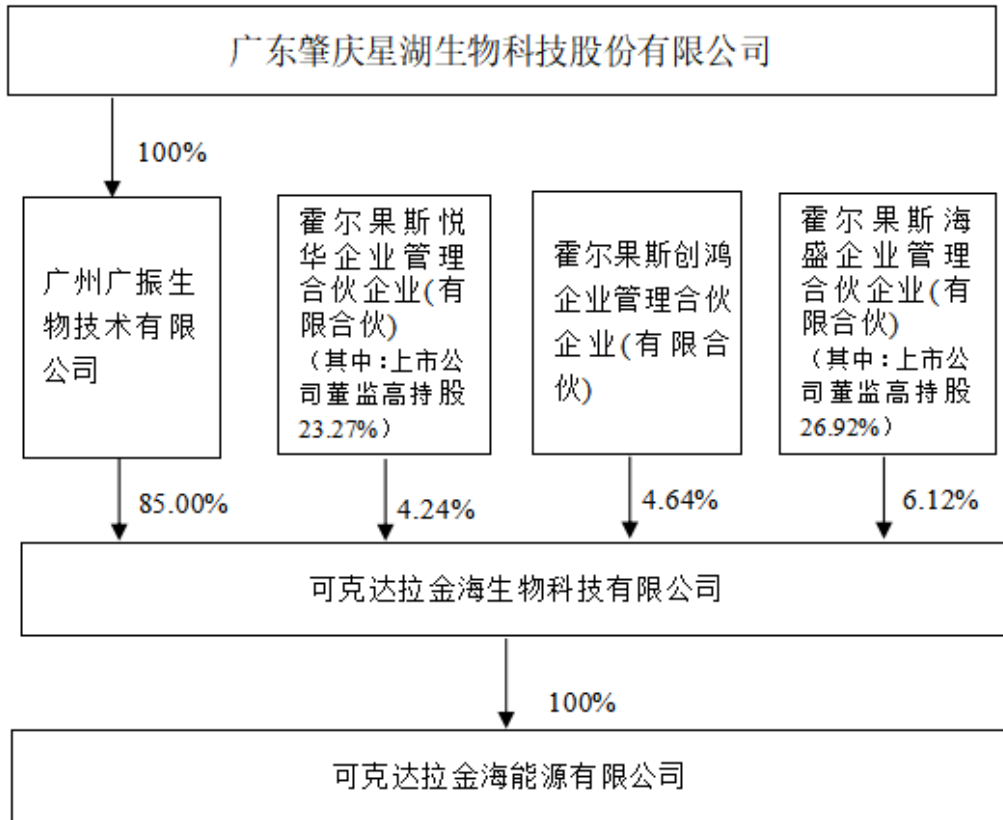 广东肇庆星湖生物科技股份有限公司
100%
广州广振生
物技术有限
公司
霍尔果斯悦
华企业管理
合伙企业(有
限合伙)
（其中：上市公
司董监高持股
23.27%）
霍尔果斯创鸿
企业管理合伙
企业(有限合
伙)
霍尔果斯海
盛企业管理
合伙企业(有
限合伙)
（其中：上市公
司董监高持股
26.92%）
85.00%
4.24%
4.64%
6.12%
可克达拉金海生物科技有限公司
100%
可克达拉金海能源有限公司